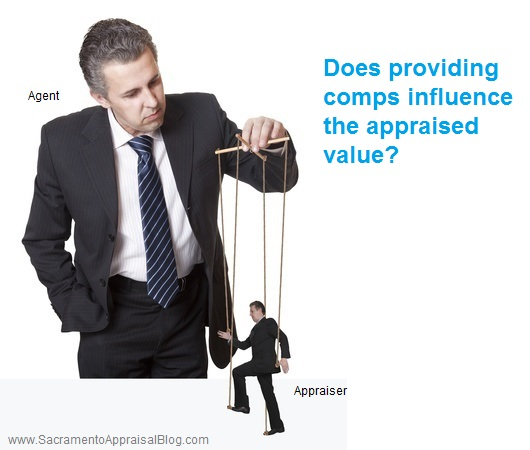 Does providing
comps influence
the appraised
value?
Agent
Appraiser
www.SacramentoAppraisalBlog.com